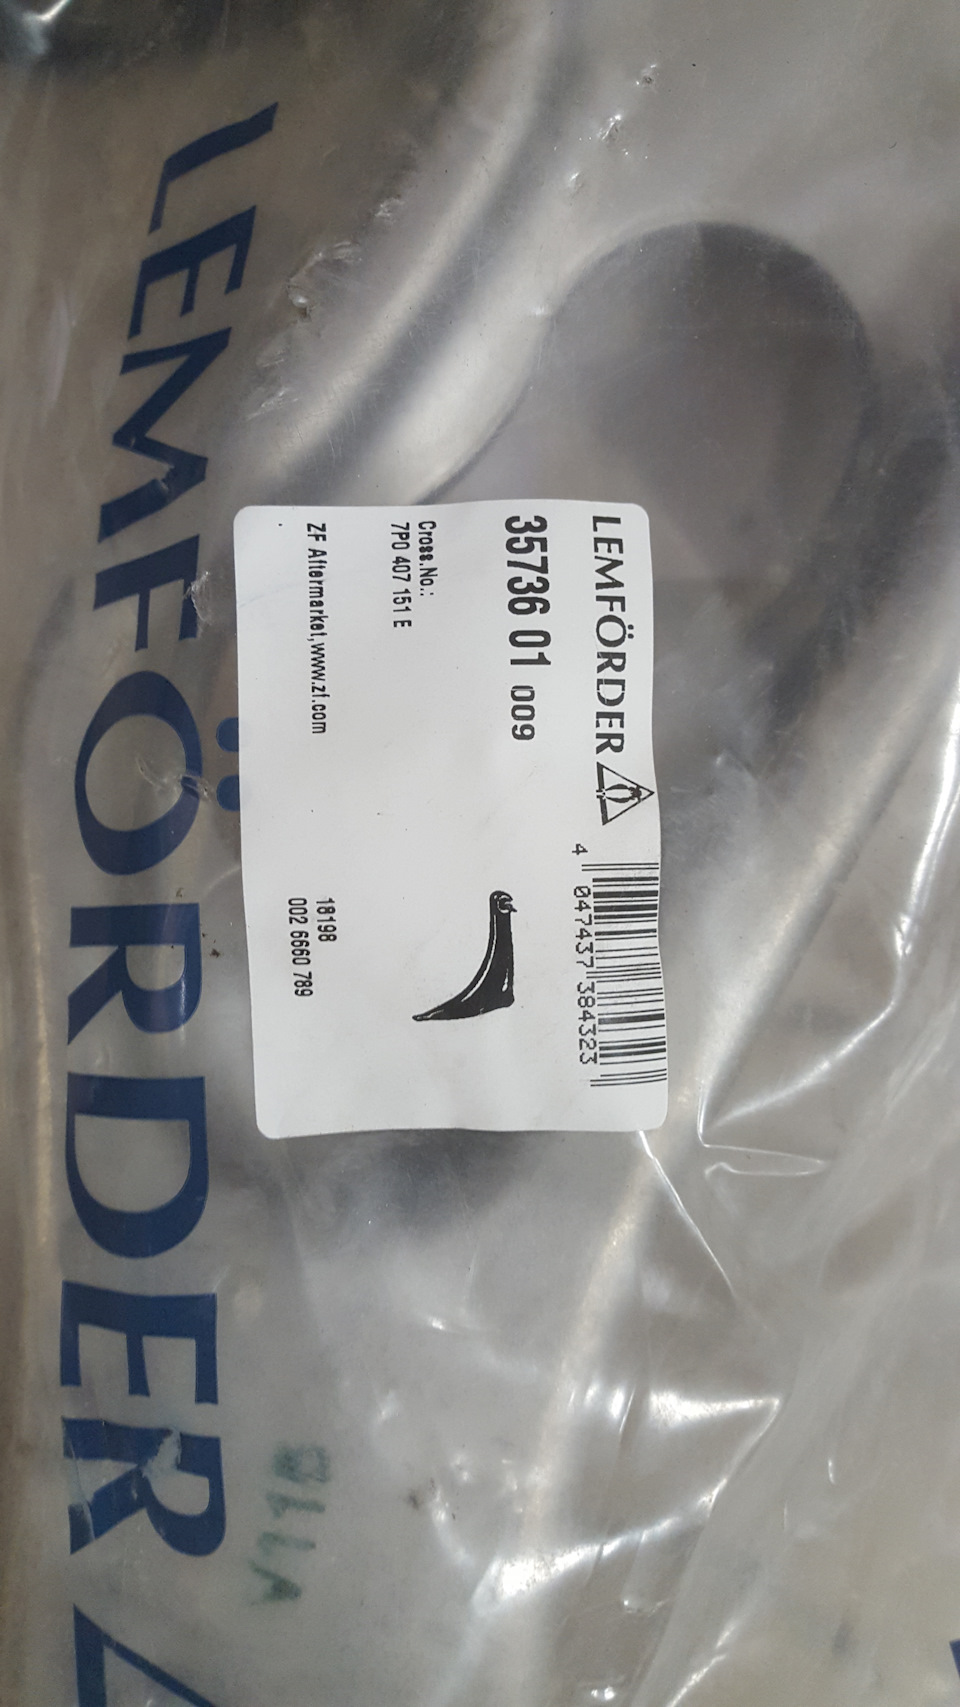 LEMFÖRDER
LEMFÖRDER
4 047437 384323
35736 01 009
Cross.No.:
7P0 407 151 E
ZF Aftermarket,www.zf.com
18198
002 6660 789